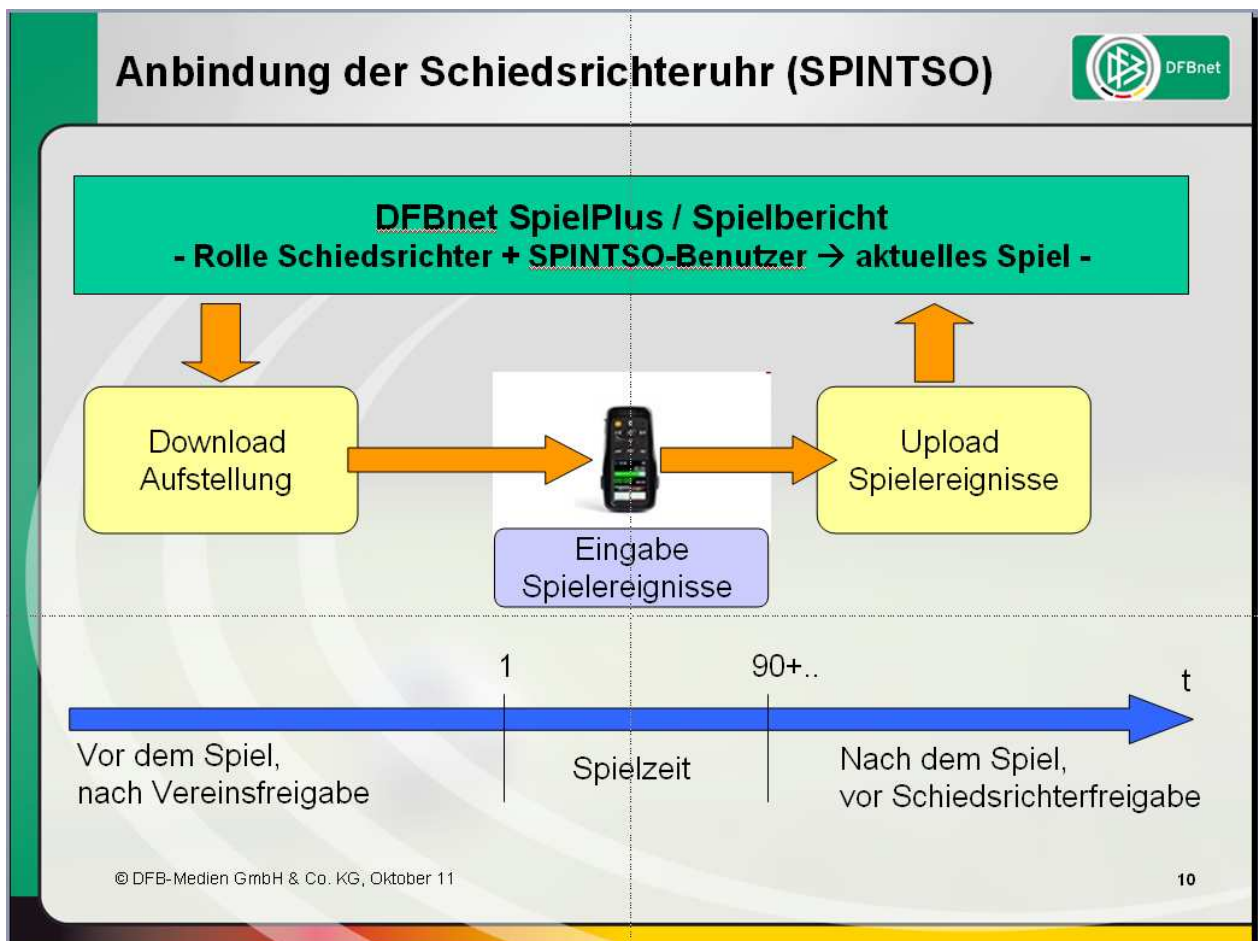 Anbindung der Schiedsrichteruhr (SPINTSO)
DFBnet
DFBnet SpielPlus / Spielbericht
- Rolle Schiedsrichter + SPINTSO-Benutzer → aktuelles Spiel -
Download
Aufstellung
Upload
Spielereignisse
Eingabe
Spielereignisse
1
90+..
t
Vor dem Spiel,
nach Vereinsfreigabe
Spielzeit
Nach dem Spiel,
vor Schiedsrichterfreigabe
© DFB-Medien GmbH & Co. KG, Oktober 11
10